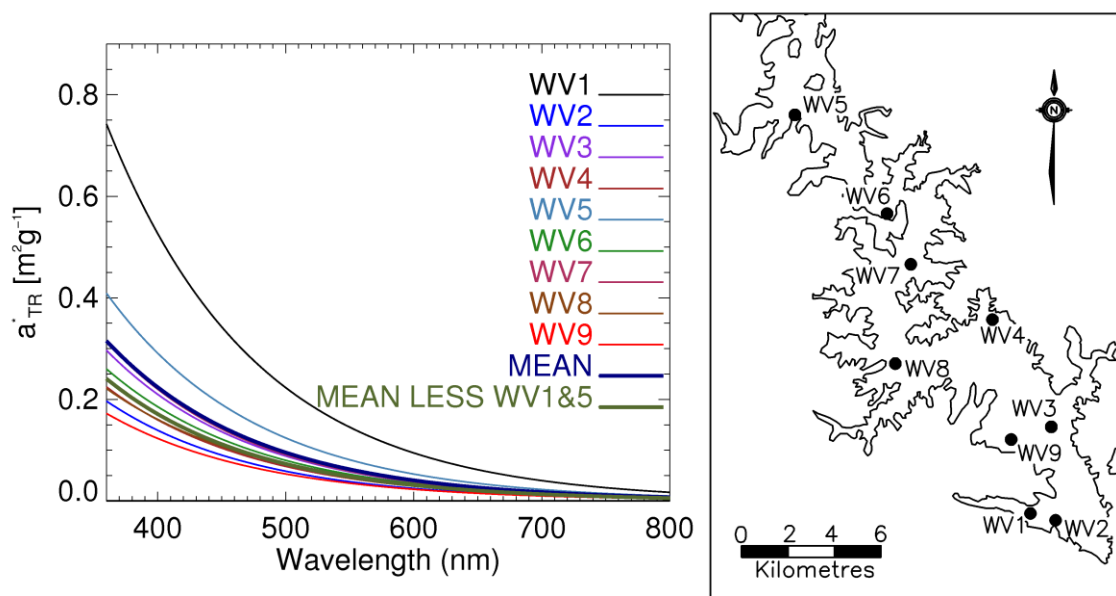 0.8
0.6
0.4
0.2
0.0
a*TR [m²g⁻¹]
400 500 600 700 800
Wavelength (nm)
WV1
WV2
WV3
WV4
WV5
WV6
WV7
WV8
WV9
MEAN
MEAN LESS WV1&5
N
WV5
WV6
WV7
WV4
WV8
WV3
WV9
WV1
WV2
0 2 4 6
Kilometres